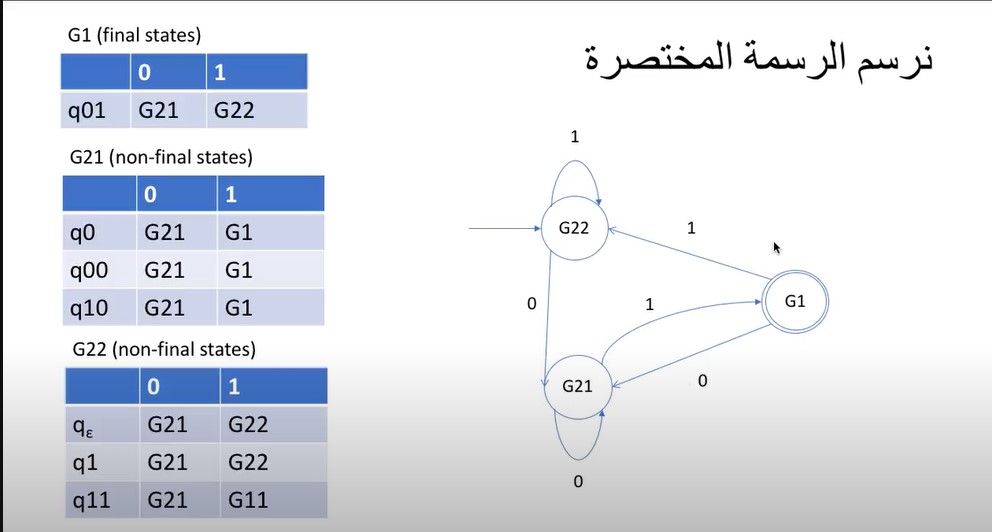 نرسم الرسمة المختصرة
G1 (final states)
0 1
q01 G21 G22
G21 (non-final states)
0 1
q0 G21 G1
q00 G21 G1
q10 G21 G1
G22 (non-final states)
0 1
qε G21 G22
q1 G21 G22
q11 G21 G11
1
G22
1
0
1
G1
G21
0
0